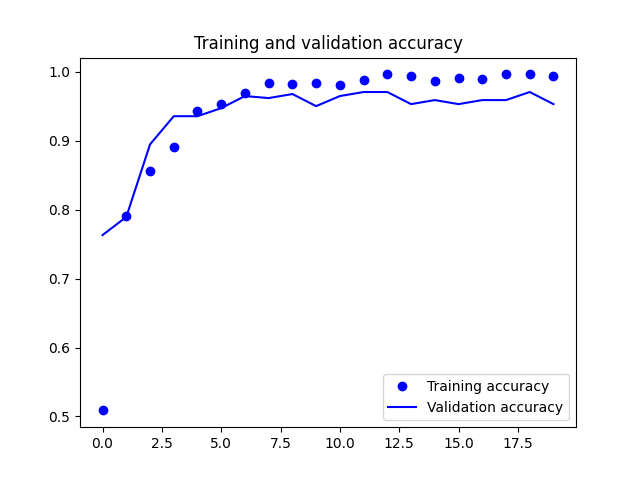 Training and validation accuracy
1.0
0.9
0.8
0.7
0.6
0.5
Training accuracy
Validation accuracy
0.0 2.5 5.0 7.5 10.0 12.5 15.0 17.5